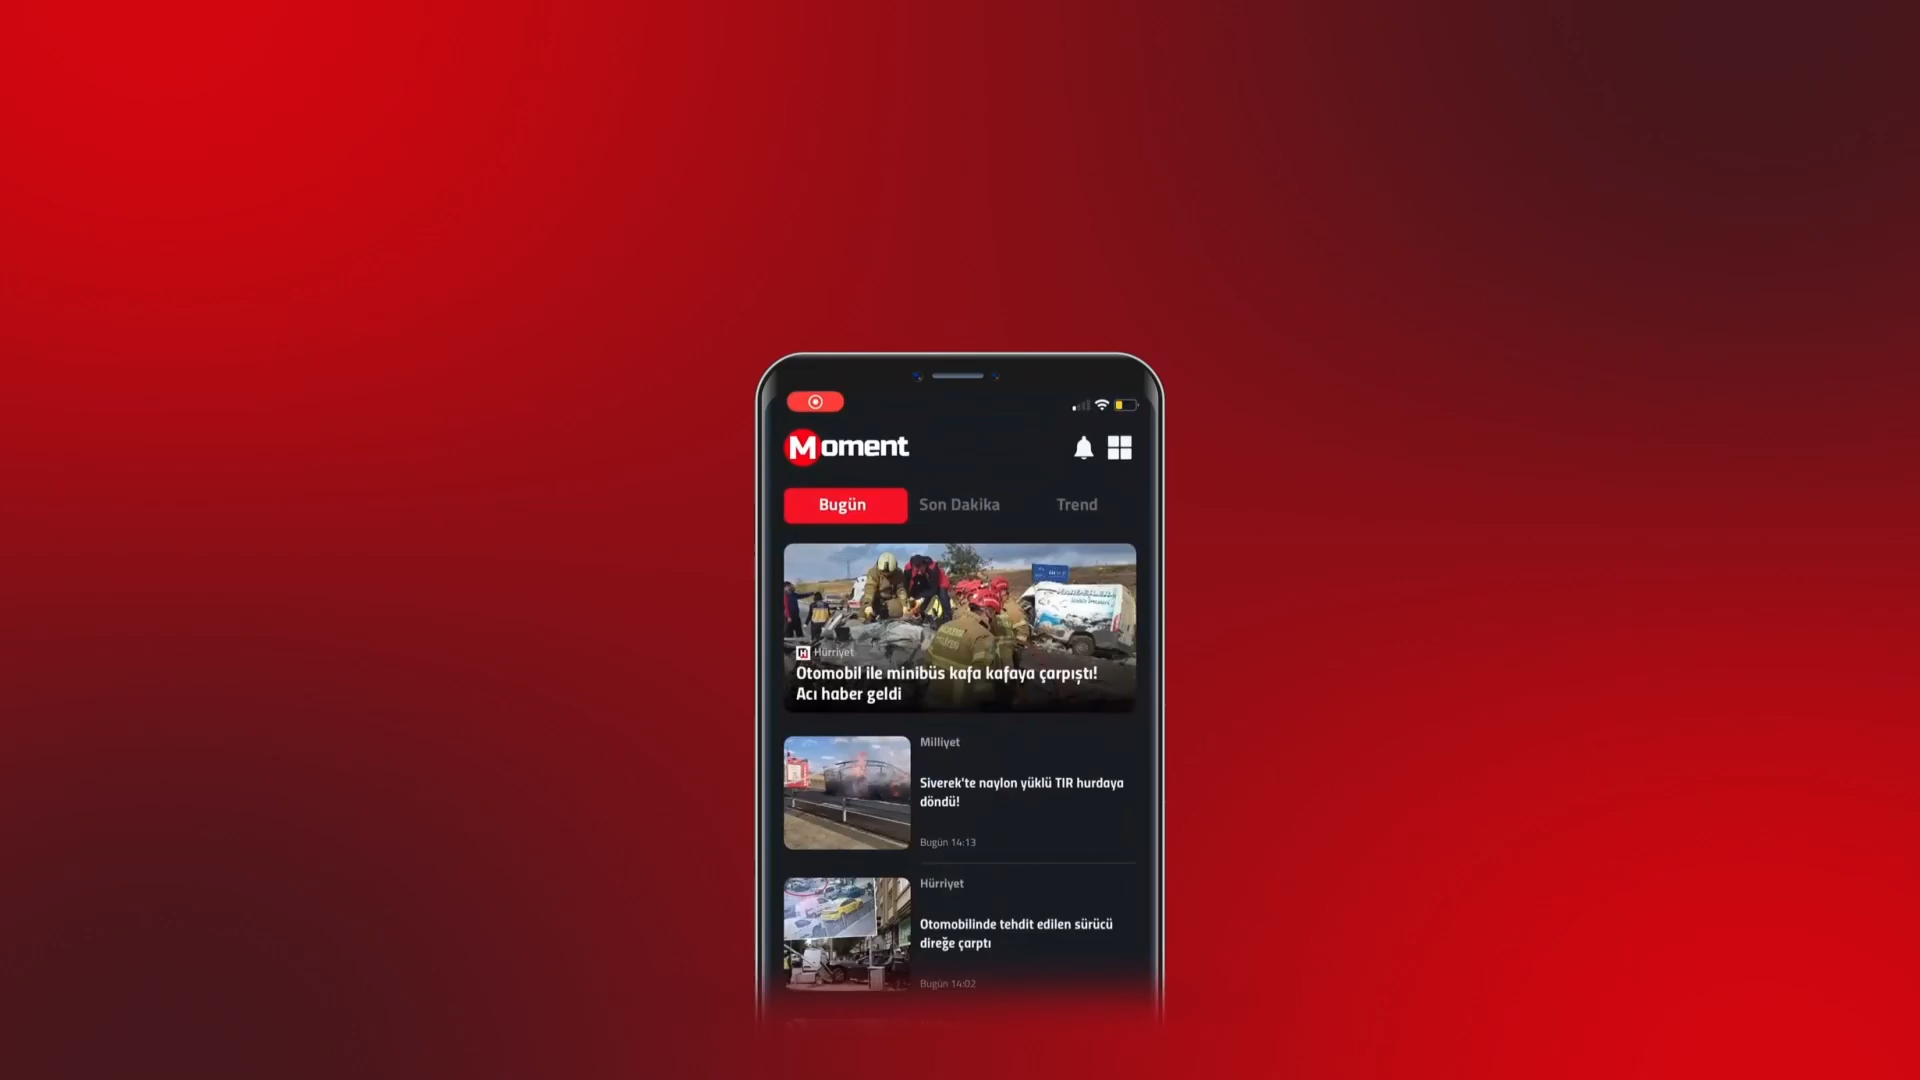 Moment
Bugün Son Dakika Trend
H Hürriyet
Otomobil ile minibüs kafa kafaya çarpıştı!
Acı haber geldi
Milliyet
Siverek'te naylon yüklü TIR hurdaya
döndü!
Bugün 14:13
Hürriyet
Otomobilinde tehdit edilen sürücü
direğe çarptı
Bugün 14:02